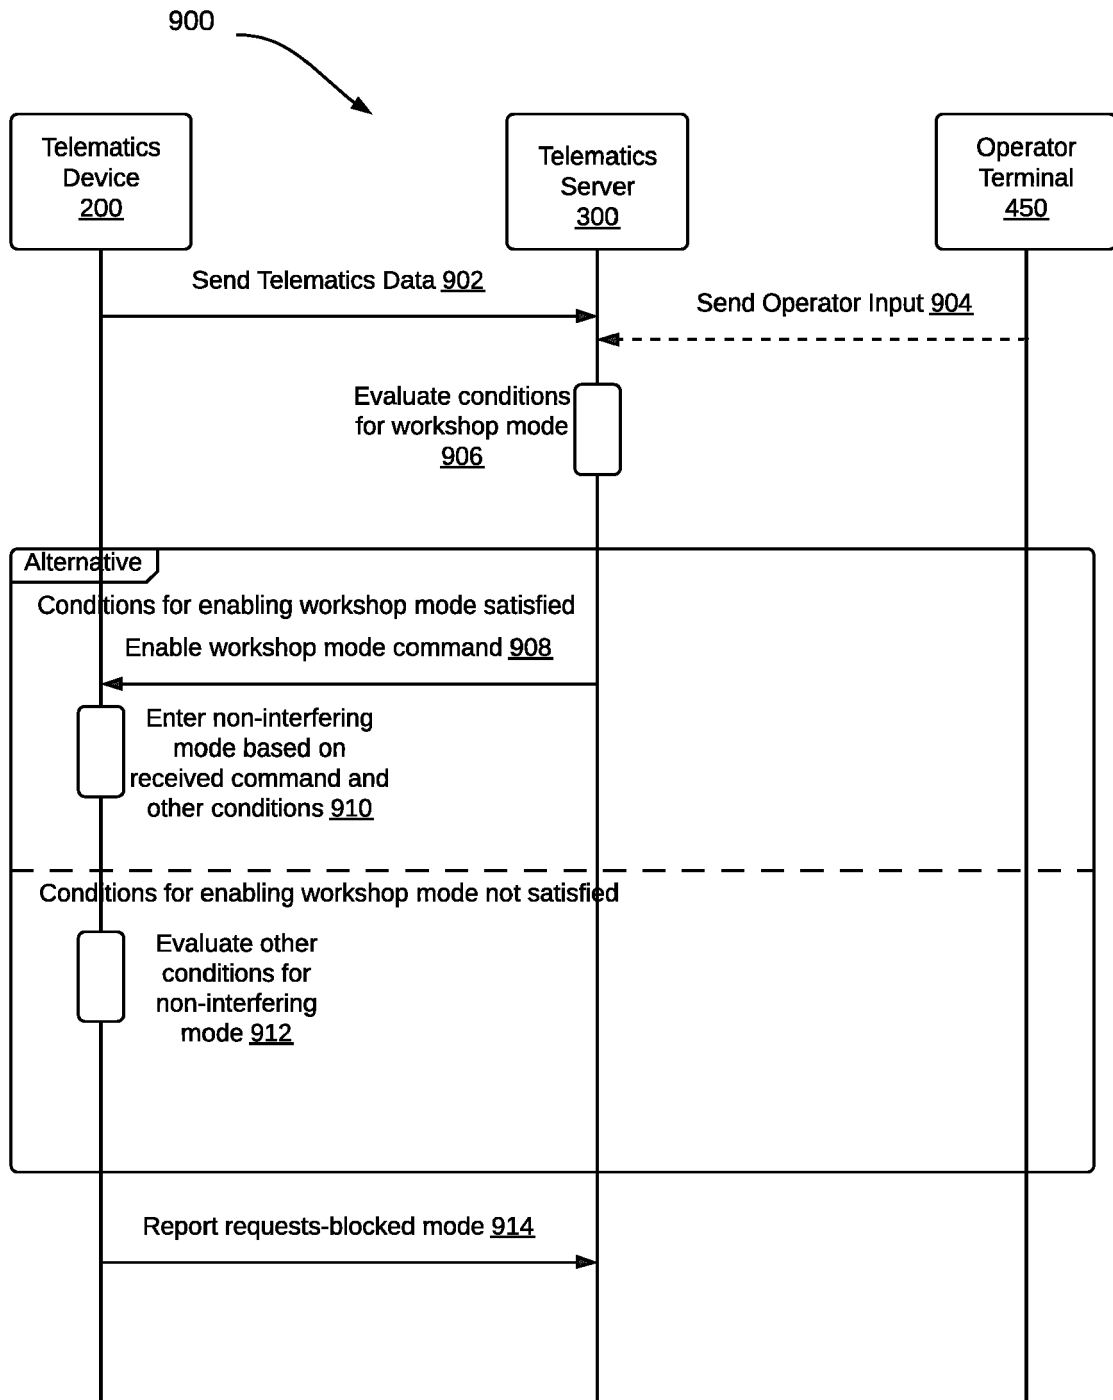 900
Telematics
Device
200
Telematics
Server
300
Operator
Terminal
450
Send Telematics Data 902
Send Operator Input 904
Evaluate conditions
for workshop mode
906
Alternative
Conditions for enabling workshop mode satisfied
Enable workshop mode command 908
Enter non-interfering
mode based on
received command and
other conditions 910
Conditions for enabling workshop mode not satisfied
Evaluate other
conditions for
non-interfering
mode 912
Report requests-blocked mode 914